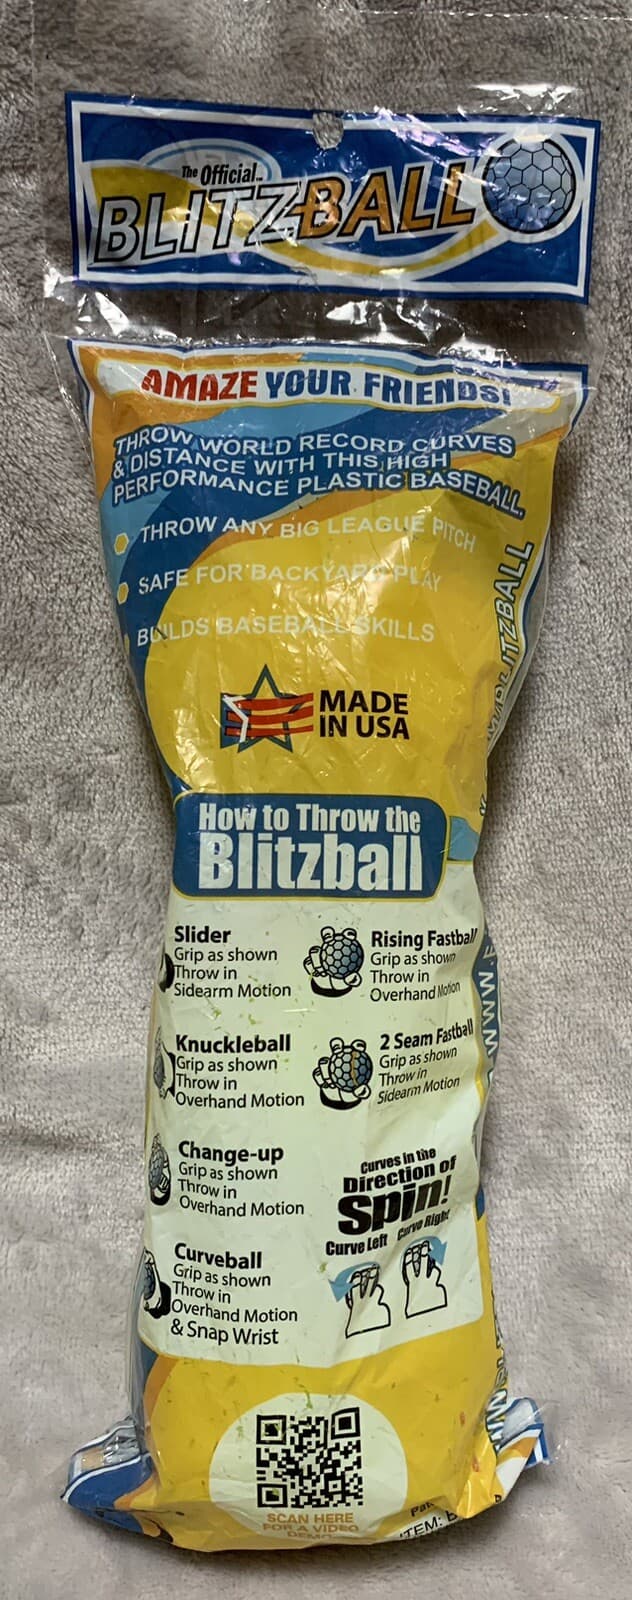 The Official™
BLITZBALL
AMAZE YOUR FRIENDS!
THROW WORLD RECORD CURVES
& DISTANCE WITH THIS HIGH
PERFORMANCE PLASTIC BASEBALL.
THROW ANY BIG LEAGUE PITCH
SAFE FOR BACKYARD PLAY
BUILDS BASEBALL SKILLS
MADE
IN USA
How to Throw the
Blitzball
Slider
Grip as shown
Throw in
Sidearm Motion
Rising Fastball
Grip as shown
Throw in
Overhand Motion
Knuckleball
Grip as shown
Throw in
Overhand Motion
2 Seam Fastball
Grip as shown
Throw in
Sidearm Motion
Change-up
Grip as shown
Throw in
Overhand Motion
Curves in the
Direction of
Spin!
Curve Left Curve Right
Curveball
Grip as shown
Throw in
Overhand Motion
& Snap Wrist
SCAN HERE
FOR A VIDEO
DEMO
ITEM: